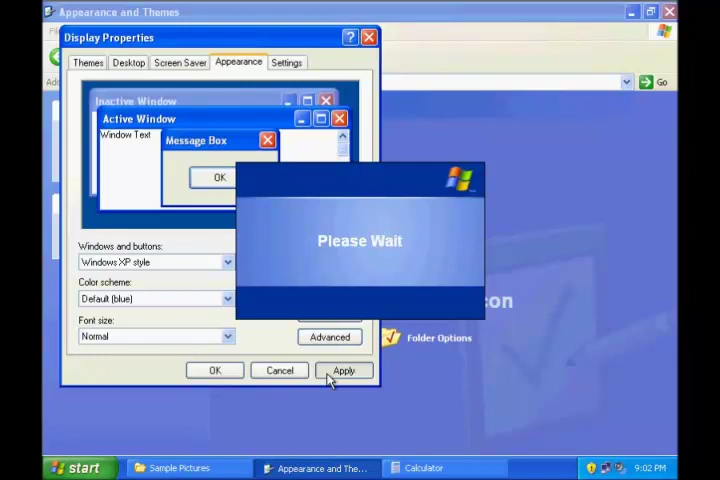 Appearance and Themes
Display Properties
Themes Desktop Screen Saver Appearance Settings
Go
Inactive Window
Active Window
Window Text
Message Box
OK
Please Wait
Windows and buttons:
Windows XP style
Color scheme:
Default (blue)
Font size:
Normal
Advanced
Folder Options
OK Cancel Apply
start Sample Pictures Appearance and The... Calculator 9:02 PM